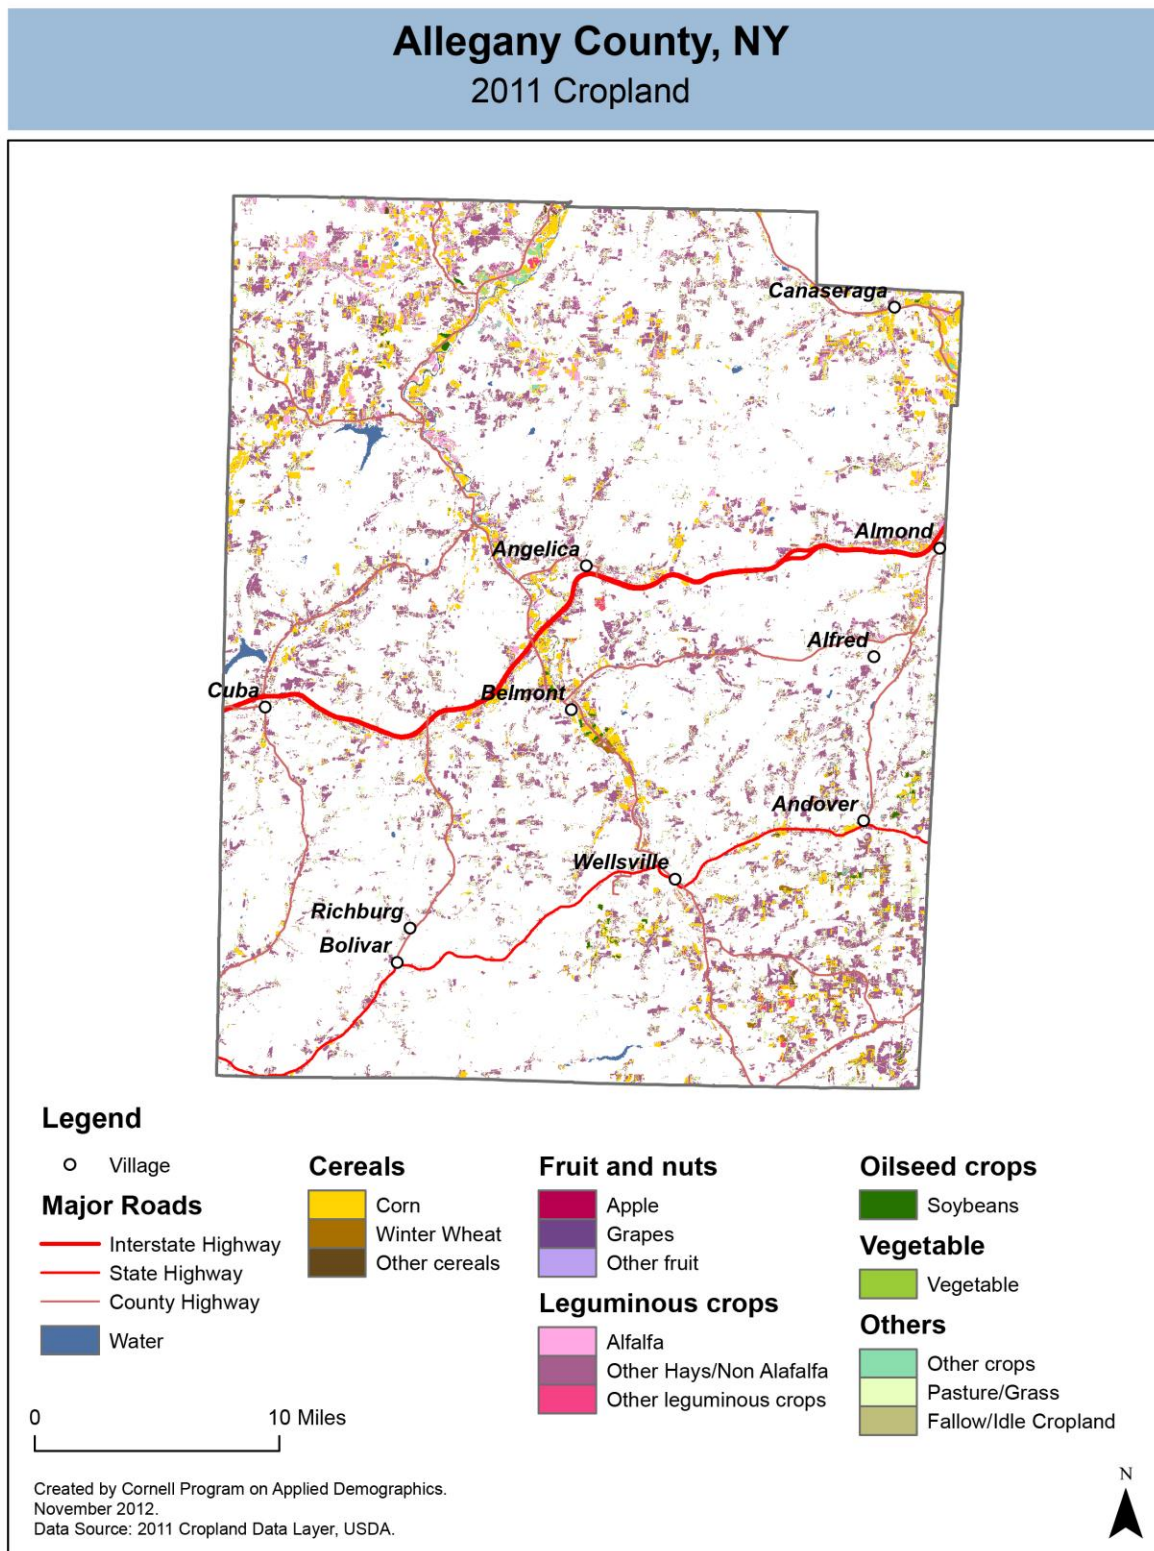 Allegany County, NY
2011 Cropland
Canaseraga
Almond
Angelica
Alfred
Cuba
Belmont
Andover
Wellsville
Richburg
Bolivar
Legend
Village
Major Roads
Interstate Highway
State Highway
County Highway
Water
Cereals
Corn
Winter Wheat
Other cereals
Fruit and nuts
Apple
Grapes
Other fruit
Leguminous crops
Alfalfa
Other Hays/Non Alafalfa
Other leguminous crops
Oilseed crops
Soybeans
Vegetable
Vegetable
Others
Other crops
Pasture/Grass
Fallow/Idle Cropland
0 10 Miles
Created by Cornell Program on Applied Demographics.
November 2012.
Data Source: 2011 Cropland Data Layer, USDA.
N